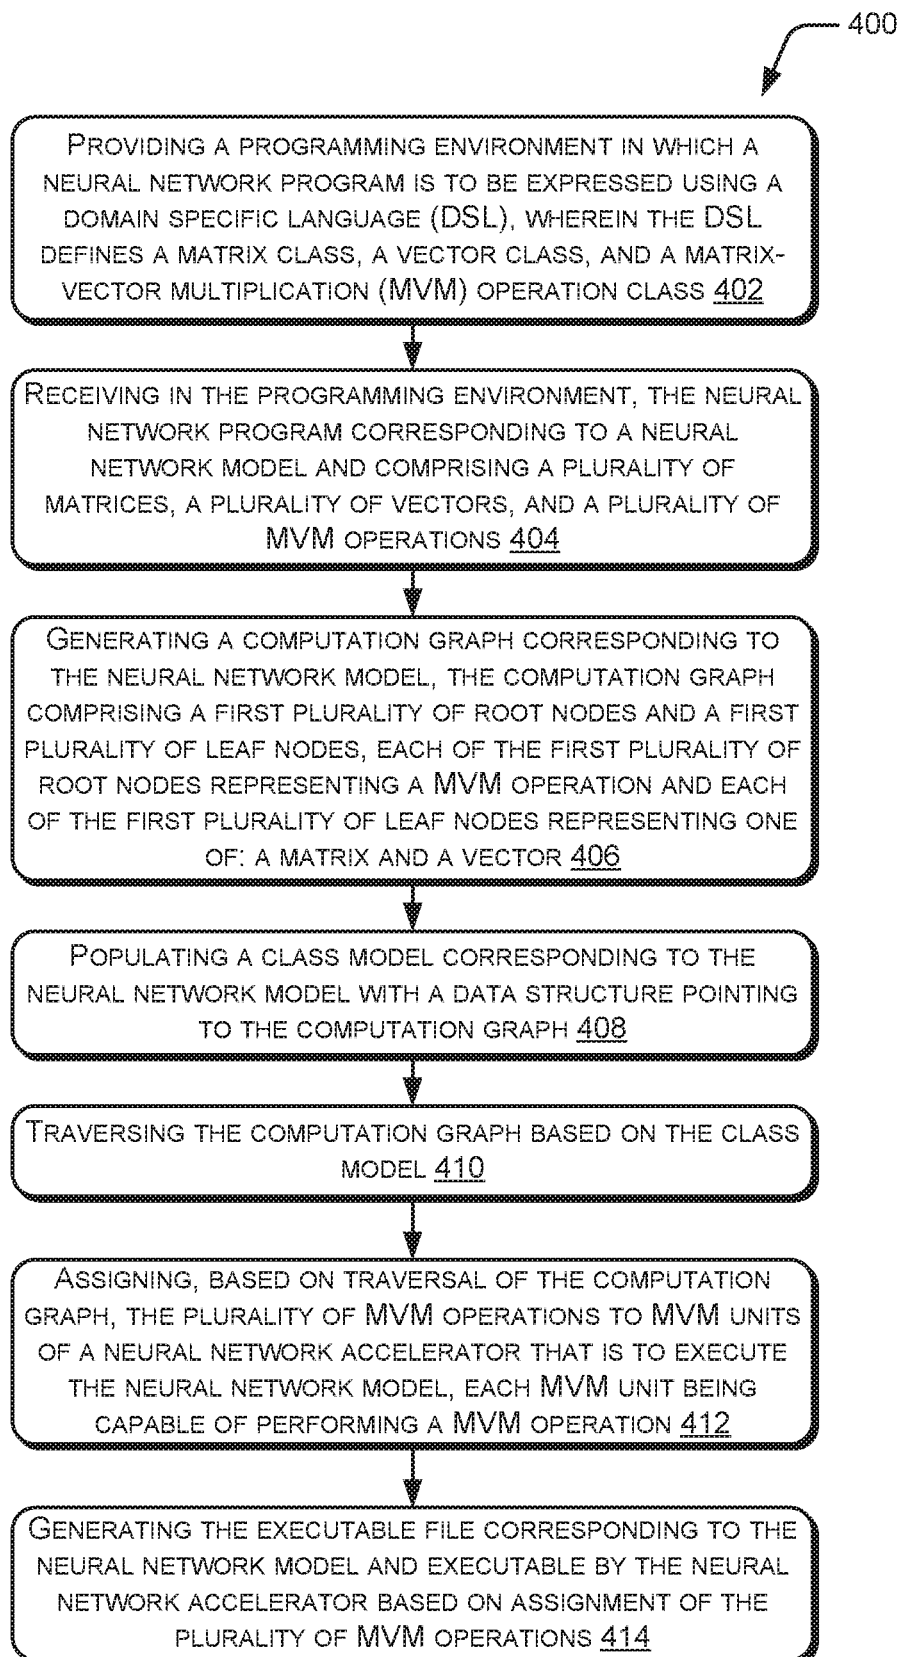 400
PROVIDING A PROGRAMMING ENVIRONMENT IN WHICH A
NEURAL NETWORK PROGRAM IS TO BE EXPRESSED USING A
DOMAIN SPECIFIC LANGUAGE (DSL), WHEREIN THE DSL
DEFINES A MATRIX CLASS, A VECTOR CLASS, AND A MATRIX-
VECTOR MULTIPLICATION (MVM) OPERATION CLASS 402
RECEIVING IN THE PROGRAMMING ENVIRONMENT, THE NEURAL
NETWORK PROGRAM CORRESPONDING TO A NEURAL
NETWORK MODEL AND COMPRISING A PLURALITY OF
MATRICES, A PLURALITY OF VECTORS, AND A PLURALITY OF
MVM OPERATIONS 404
GENERATING A COMPUTATION GRAPH CORRESPONDING TO
THE NEURAL NETWORK MODEL, THE COMPUTATION GRAPH
COMPRISING A FIRST PLURALITY OF ROOT NODES AND A FIRST
PLURALITY OF LEAF NODES, EACH OF THE FIRST PLURALITY OF
ROOT NODES REPRESENTING A MVM OPERATION AND EACH
OF THE FIRST PLURALITY OF LEAF NODES REPRESENTING ONE
OF: A MATRIX AND A VECTOR 406
POPULATING A CLASS MODEL CORRESPONDING TO THE
NEURAL NETWORK MODEL WITH A DATA STRUCTURE POINTING
TO THE COMPUTATION GRAPH 408
TRAVERSING THE COMPUTATION GRAPH BASED ON THE CLASS
MODEL 410
ASSIGNING, BASED ON TRAVERSAL OF THE COMPUTATION
GRAPH, THE PLURALITY OF MVM OPERATIONS TO MVM UNITS
OF A NEURAL NETWORK ACCELERATOR THAT IS TO EXECUTE
THE NEURAL NETWORK MODEL, EACH MVM UNIT BEING
CAPABLE OF PERFORMING A MVM OPERATION 412
GENERATING THE EXECUTABLE FILE CORRESPONDING TO THE
NEURAL NETWORK MODEL AND EXECUTABLE BY THE NEURAL
NETWORK ACCELERATOR BASED ON ASSIGNMENT OF THE
PLURALITY OF MVM OPERATIONS 414